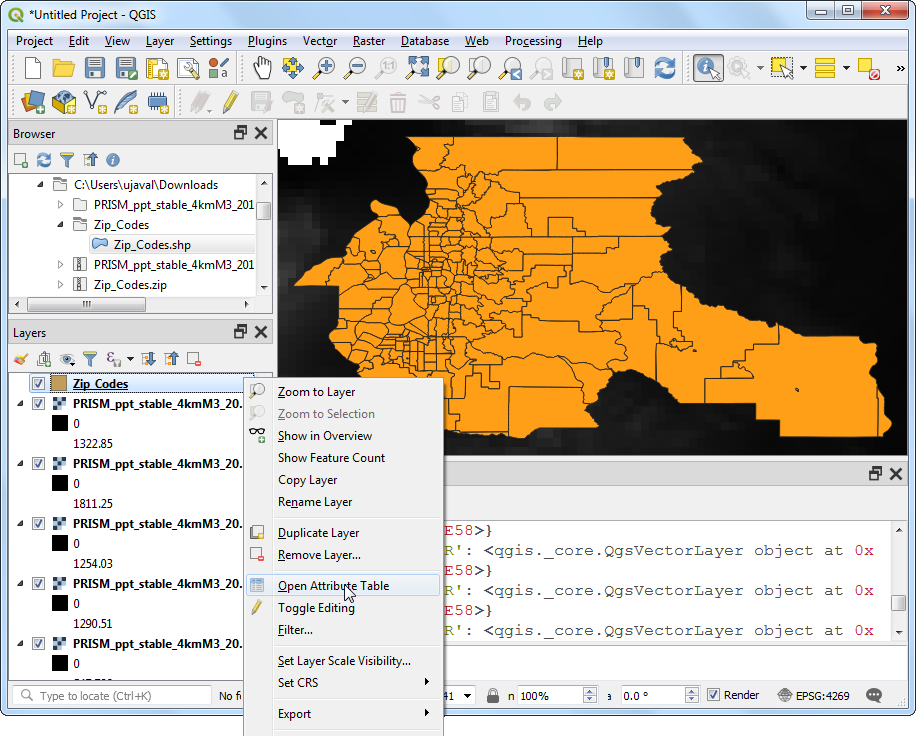 *Untitled Project - QGIS
Project Edit View Layer Settings Plugins Vector Raster Database Web Processing Help
1:1
»
Browser
C:\Users\ujaval\Downloads
PRISM_ppt_stable_4kmM3_201
Zip_Codes
Zip_Codes.shp
PRISM_ppt_stable_4kmM3_201
Zip_Codes.zip
Layers
Zip_Codes
PRISM_ppt_stable_4kmM3_20.
0
1322.85
PRISM_ppt_stable_4kmM3_20.
0
1811.25
PRISM_ppt_stable_4kmM3_20.
0
1254.03
PRISM_ppt_stable_4kmM3_20.
0
1290.51
PRISM_ppt_stable_4kmM3_20.
0
Zoom to Layer
Zoom to Selection
Show in Overview
Show Feature Count
Copy Layer
Rename Layer
Duplicate Layer
Remove Layer...
Open Attribute Table
Toggle Editing
Filter...
Set Layer Scale Visibility...
Set CRS
Export
E58>}
R': <qgis._core.QgsVectorLayer object at 0x
E58>}
R': <qgis._core.QgsVectorLayer object at 0x
E58>}
R': <qgis._core.QgsVectorLayer object at 0x
Type to locate (Ctrl+K) No f 41 n 100% a 0.0 ° Render EPSG:4269